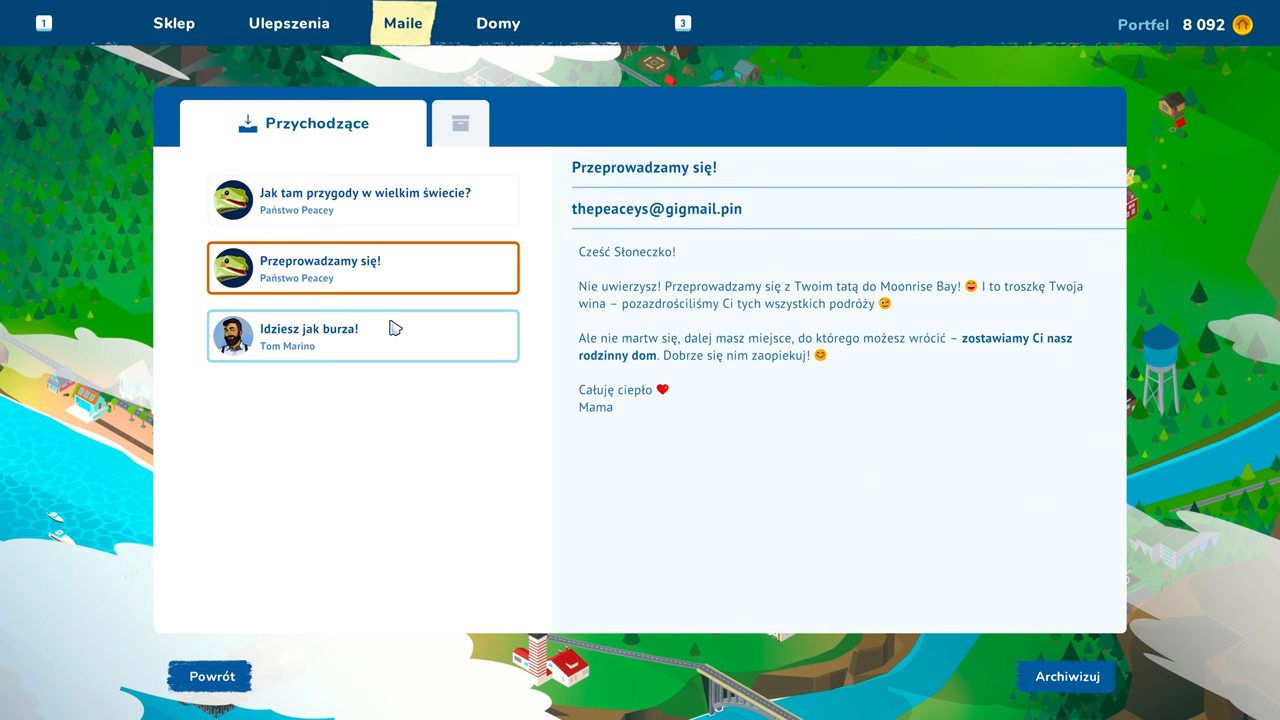 1
Sklep
Ulepszenia
Maile
Domy
3
Portfel
8 092
Przychodzące
Jak tam przygody w wielkim świecie?
Państwo Peacey
Przeprowadzamy się!
Państwo Peacey
Idziesz jak burza!
Tom Marino
Przeprowadzamy się!
thepeaceys@gigmail.pin
Cześć Słoneczko!
Nie uwierzysz! Przeprowadzamy się z Twoim tatą do Moonrise Bay! 😄 I to troszkę Twoja
wina – pozazdrościliśmy Ci tych wszystkich podróży 😉
Ale nie martw się, dalej masz miejsce, do którego możesz wrócić – zostawiamy Ci nasz
rodzinny dom. Dobrze się nim zaopiekuj! 😊
Całuję ciepło ❤
Mama
Powrót
Archiwizuj